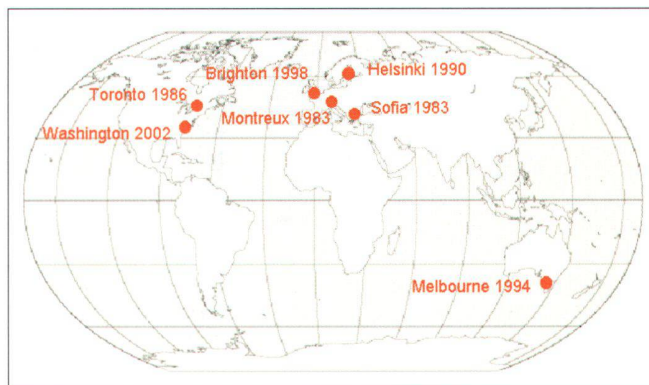 Brighton 1998
Helsinki 1990
Toronto 1986
Montreux 1983
Sofia 1983
Washington 2002
Melbourne 1994